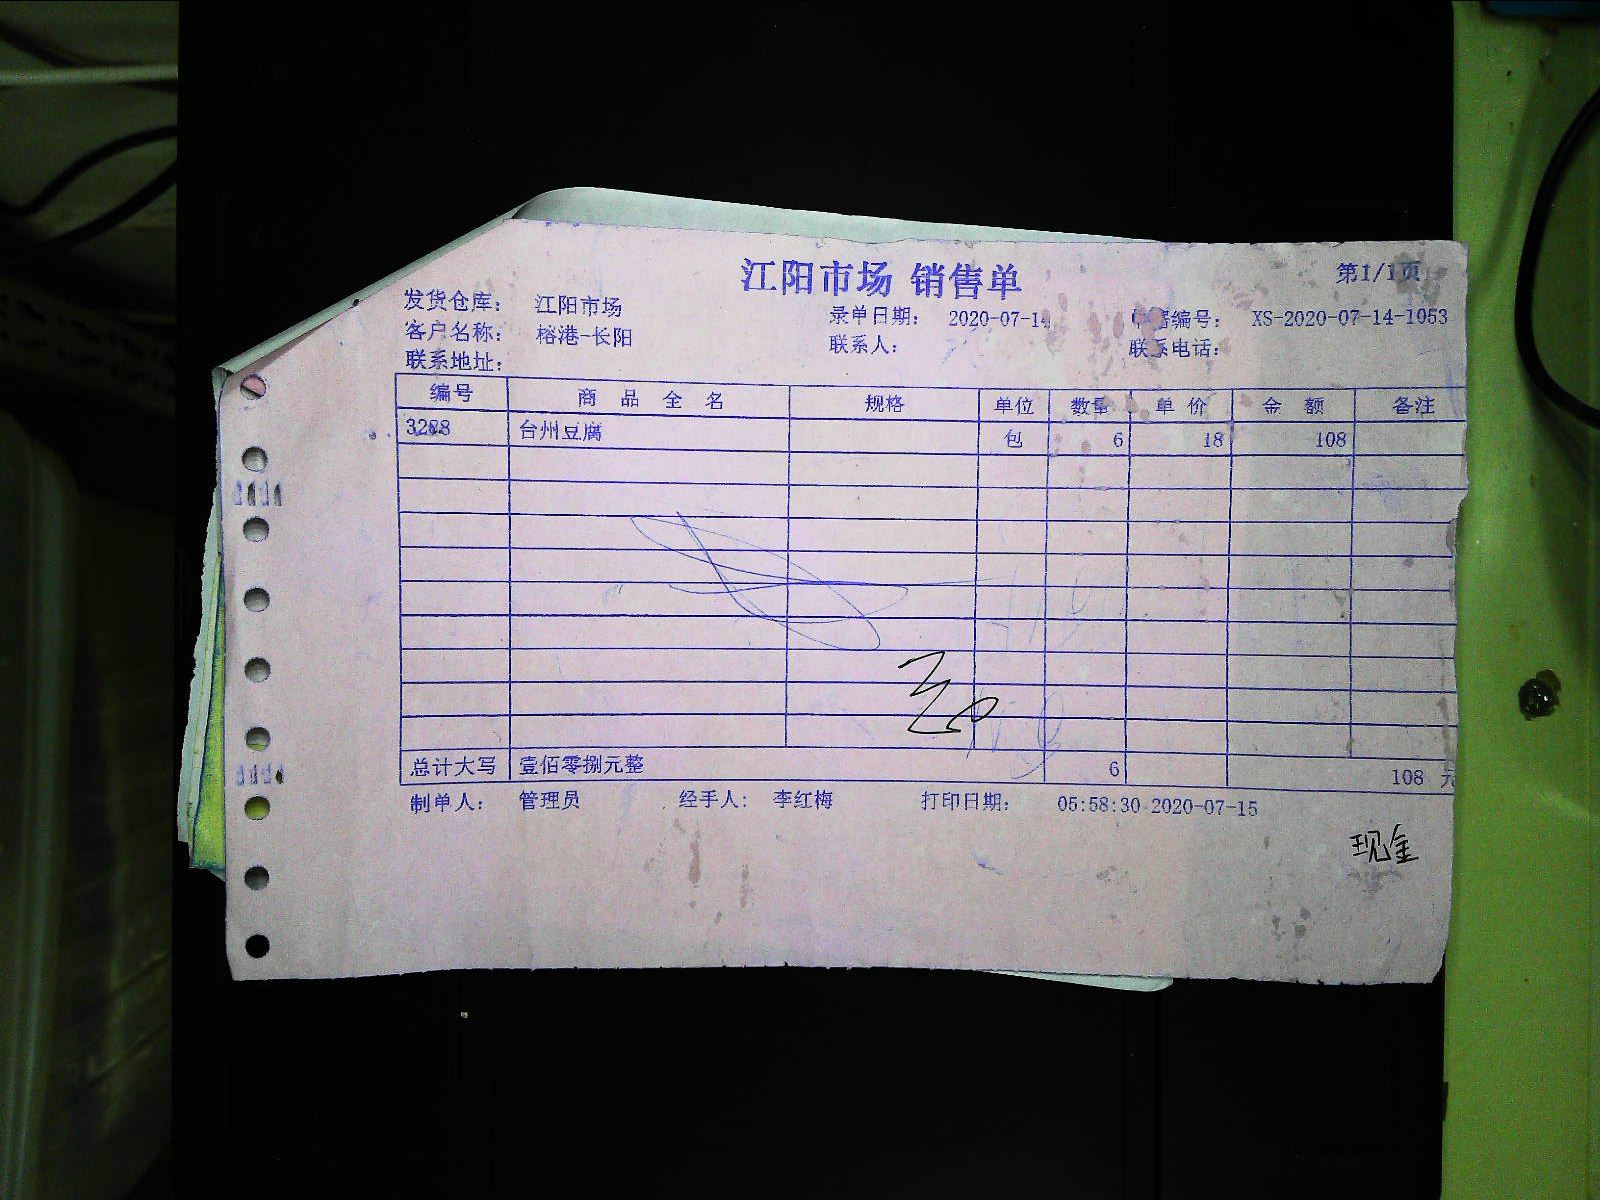 江阳市场 销售单
第1/1页
发货仓库： 江阳市场 录单日期： 2020-07-14 编号： XS-2020-07-14-1053
客户名称： 榕港-长阳 联系人： 联系电话：
联系地址：
编号 商品全名 规格 单位 数量 单价 金额 备注
3288 台州豆腐 包 6 18 108
总计大写 壹佰零捌元整 6 108 元
制单人： 管理员 经手人： 李红梅 打印日期： 05:58:30 2020-07-15
现金